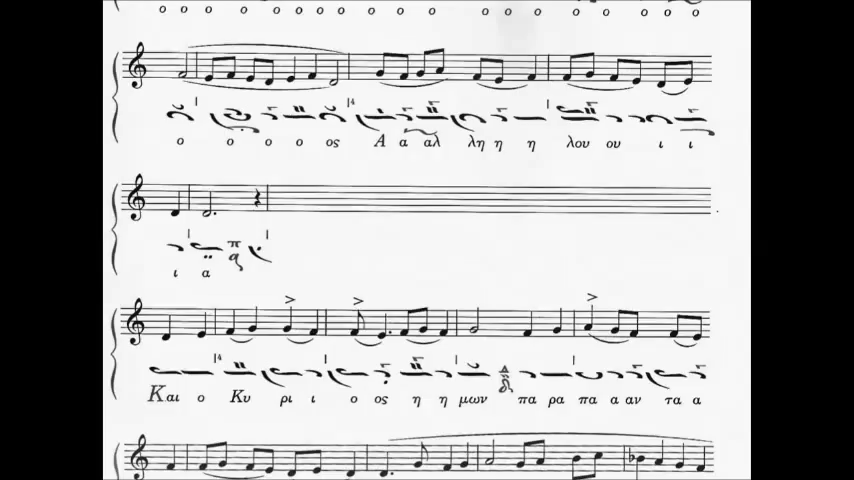 ο ο ο ο ο ο ο ο ο ο ο ο ο ο
ο ο ο ο ος Α α αλ λη η η λου ου ι ι
ι α
Και ο Κυ ρι ι ο ος η η μων πα ρα πα α αν τα α